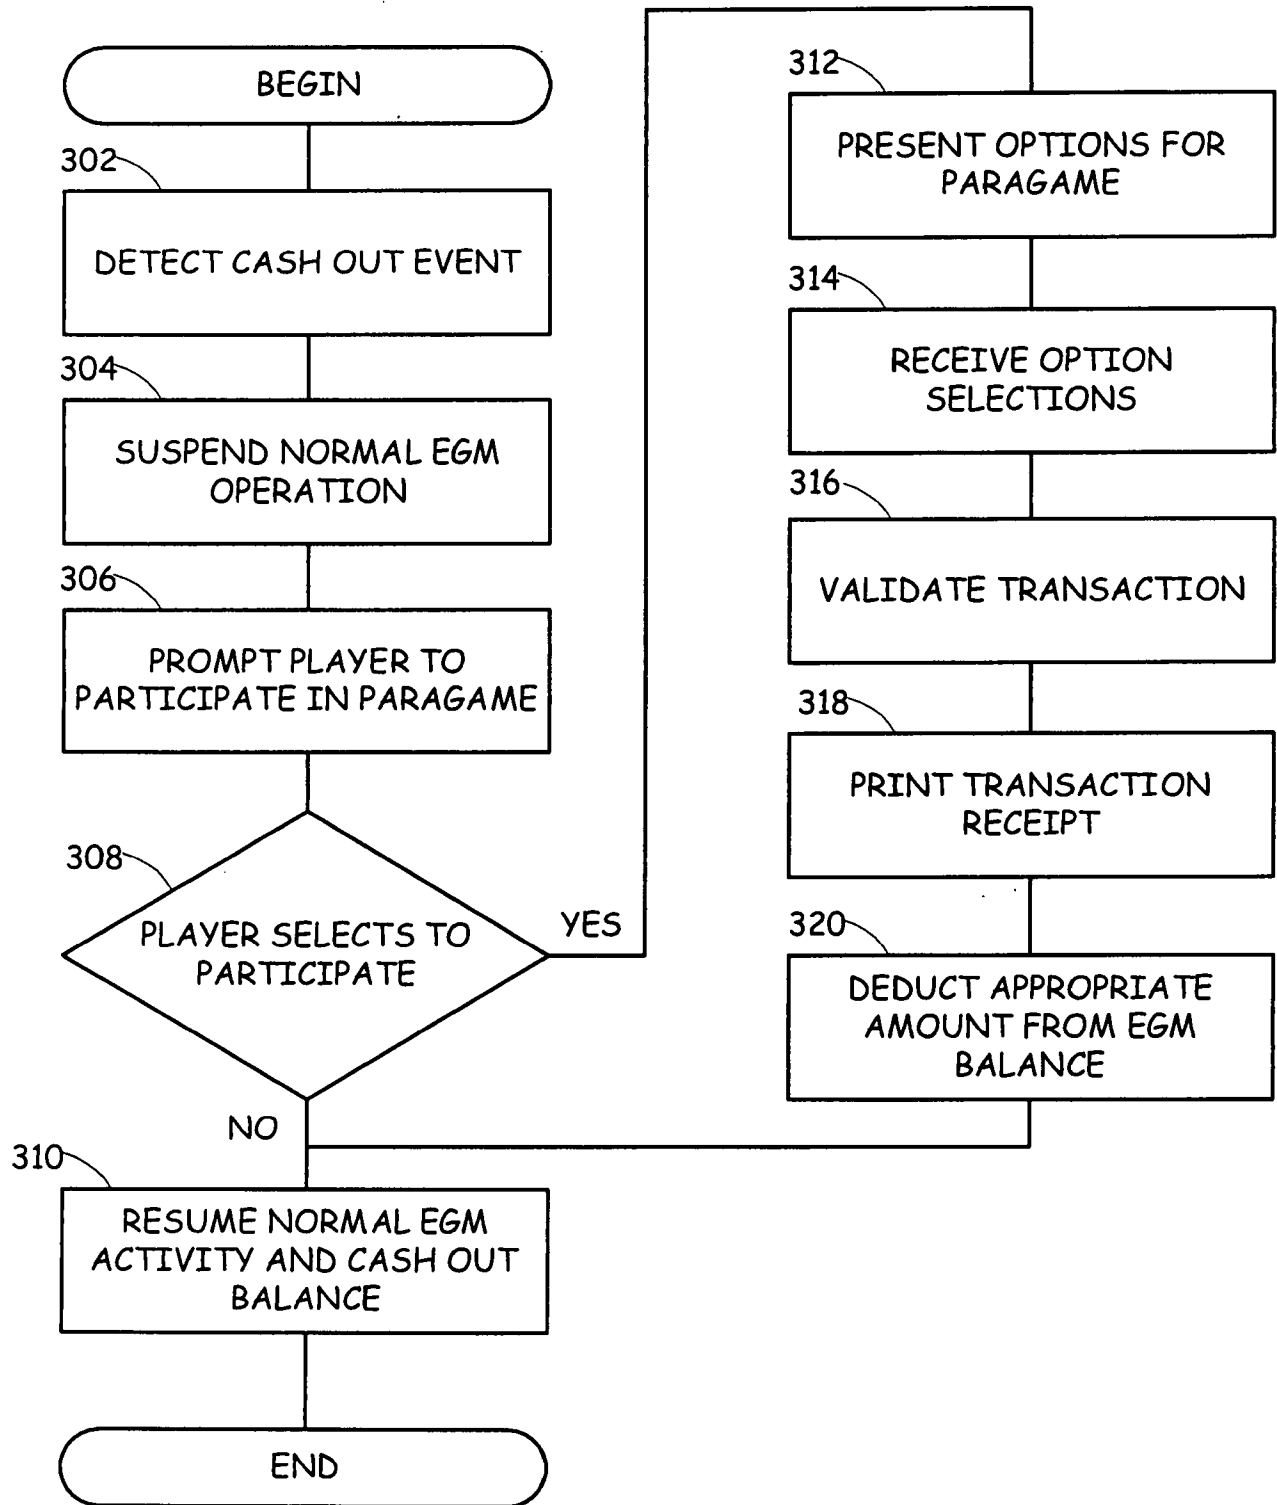 BEGIN
302
DETECT CASH OUT EVENT
304
SUSPEND NORMAL EGM
OPERATION
306
PROMPT PLAYER TO
PARTICIPATE IN PARAGAME
308
PLAYER SELECTS TO
PARTICIPATE
YES
NO
310
RESUME NORMAL EGM
ACTIVITY AND CASH OUT
BALANCE
END
312
PRESENT OPTIONS FOR
PARAGAME
314
RECEIVE OPTION
SELECTIONS
316
VALIDATE TRANSACTION
318
PRINT TRANSACTION
RECEIPT
320
DEDUCT APPROPRIATE
AMOUNT FROM EGM
BALANCE